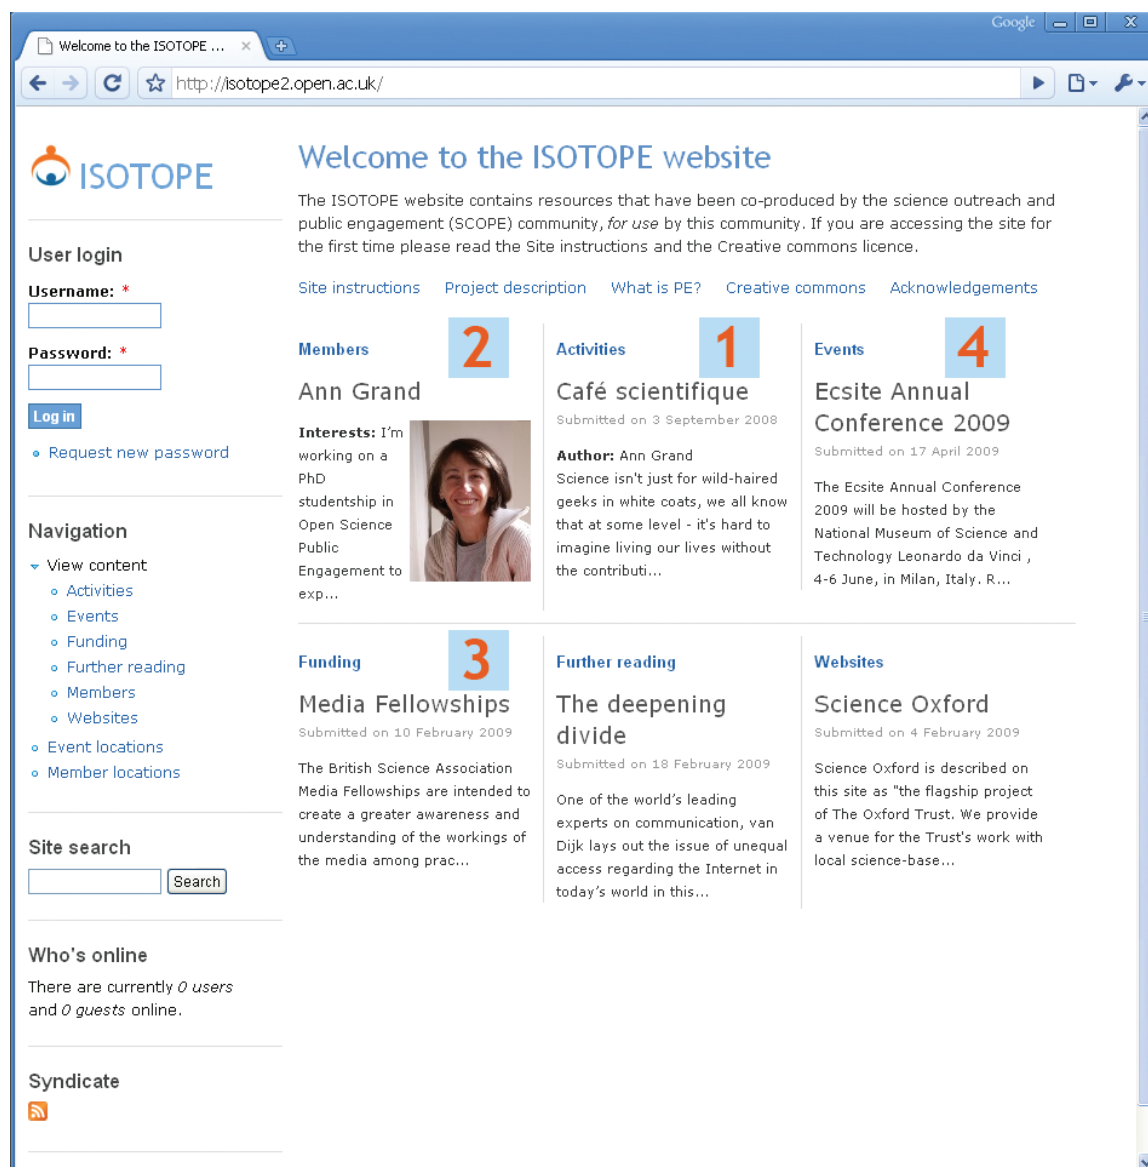 Google
Welcome to the ISOTOPE ...
http://isotope2.open.ac.uk/
ISOTOPE
User login
Username: *
Password: *
Log in
Request new password
Navigation
View content
Activities
Events
Funding
Further reading
Members
Websites
Event locations
Member locations
Site search
Search
Who's online
There are currently 0 users
and 0 guests online.
Syndicate
Welcome to the ISOTOPE website
The ISOTOPE website contains resources that have been co-produced by the science outreach and
public engagement (SCOPE) community, for use by this community. If you are accessing the site for
the first time please read the Site instructions and the Creative commons licence.
Site instructions Project description What is PE? Creative commons Acknowledgements
Members 2
Ann Grand
Interests: I'm
working on a
PhD
studentship in
Open Science
Public
Engagement to
exp...
Activities 1
Café scientifique
Submitted on 3 September 2008
Author: Ann Grand
Science isn't just for wild-haired
geeks in white coats, we all know
that at some level - it's hard to
imagine living our lives without
the contributi...
Events 4
Ecsite Annual
Conference 2009
Submitted on 17 April 2009
The Ecsite Annual Conference
2009 will be hosted by the
National Museum of Science and
Technology Leonardo da Vinci ,
4-6 June, in Milan, Italy. R...
Funding 3
Media Fellowships
Submitted on 10 February 2009
The British Science Association
Media Fellowships are intended to
create a greater awareness and
understanding of the workings of
the media among prac...
Further reading
The deepening
divide
Submitted on 18 February 2009
One of the world's leading
experts on communication, van
Dijk lays out the issue of unequal
access regarding the Internet in
today's world in this...
Websites
Science Oxford
Submitted on 4 February 2009
Science Oxford is described on
this site as "the flagship project
of The Oxford Trust. We provide
a venue for the Trust's work with
local science-base...